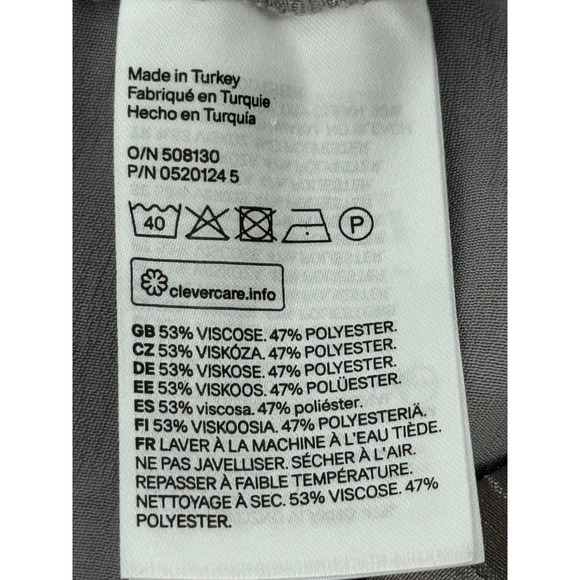 Made in Turkey
Fabriqué en Turquie
Hecho en Turquía
O/N 508130
P/N 0520124 5
40 P
clevercare.info
GB 53% VISCOSE. 47% POLYESTER.
CZ 53% VISKÓZA. 47% POLYESTER.
DE 53% VISKOSE. 47% POLYESTER.
EE 53% VISKOOS. 47% POLÜESTER.
ES 53% viscosa. 47% poliéster.
FI 53% VISKOOSIA. 47% POLYESTERIÄ.
FR LAVER À LA MACHINE À L'EAU TIÈDE.
NE PAS JAVELLISER. SÉCHER À L'AIR.
REPASSER À FAIBLE TEMPÉRATURE.
NETTOYAGE À SEC. 53% VISCOSE. 47%
POLYESTER.